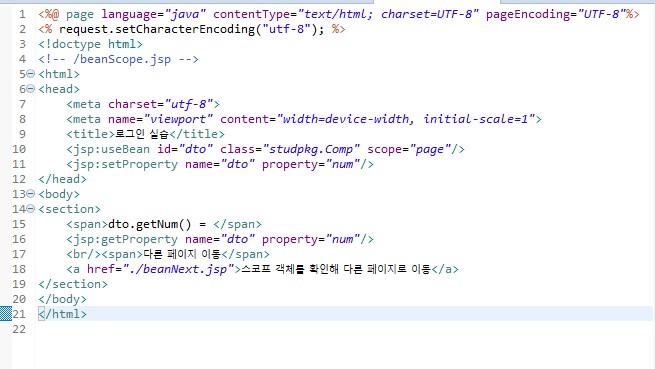 1 <%@ page language="java" contentType="text/html; charset=UTF-8" pageEncoding="UTF-8"%>
2 <% request.setCharacterEncoding("utf-8"); %>
3 <!doctype html>
4 <!-- /beanScope.jsp -->
5 <html>
6 <head>
7 <meta charset="utf-8">
8 <meta name="viewport" content="width=device-width, initial-scale=1">
9 <title>로그인 실습</title>
10 <jsp:useBean id="dto" class="studpkg.Comp" scope="page"/>
11 <jsp:setProperty name="dto" property="num"/>
12 </head>
13 <body>
14 <section>
15 <span>dto.getNum() = </span>
16 <jsp:getProperty name="dto" property="num"/>
17 <br/><span>다른 페이지 이동</span>
18 <a href="./beanNext.jsp">스코프 객체를 확인해 다른 페이지로 이동</a>
19 </section>
20 </body>
21 </html>
22